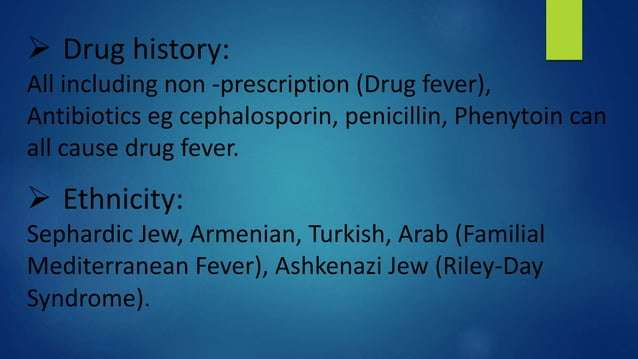 ➢ Drug history:
All including non -prescription (Drug fever),
Antibiotics eg cephalosporin, penicillin, Phenytoin can
all cause drug fever.
➢ Ethnicity:
Sephardic Jew, Armenian, Turkish, Arab (Familial
Mediterranean Fever), Ashkenazi Jew (Riley-Day
Syndrome).